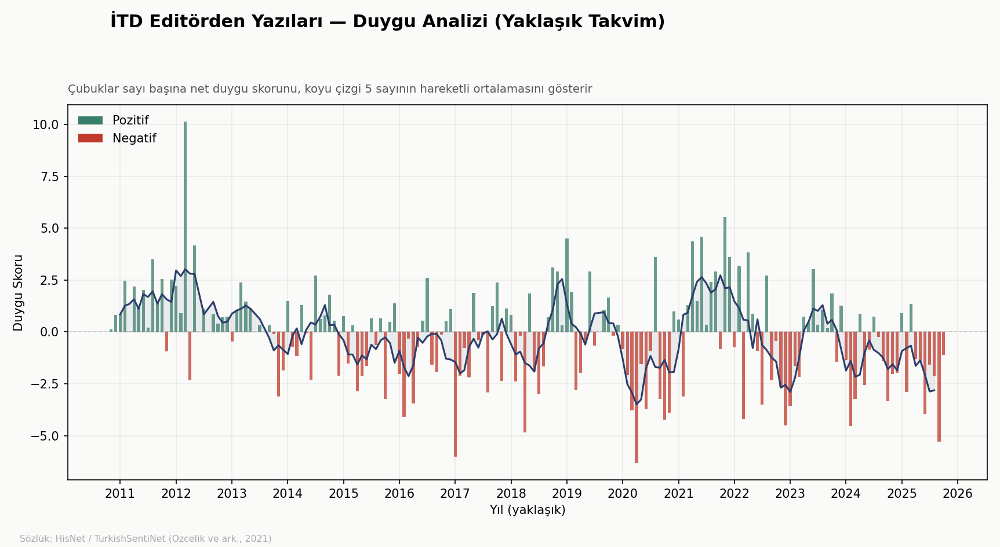 İTD Editörden Yazıları — Duygu Analizi (Yaklaşık Takvim)
Çubuklar sayı başına net duygu skorunu, koyu çizgi 5 sayının hareketli ortalamasını gösterir
Pozitif
Negatif
10.0
7.5
5.0
2.5
0.0
−2.5
−5.0
Duygu Skoru
2011 2012 2013 2014 2015 2016 2017 2018 2019 2020 2021 2022 2023 2024 2025 2026
Yıl (yaklaşık)
Sözlük: HisNet / TurkishSentiNet (Ozcelik ve ark., 2021)